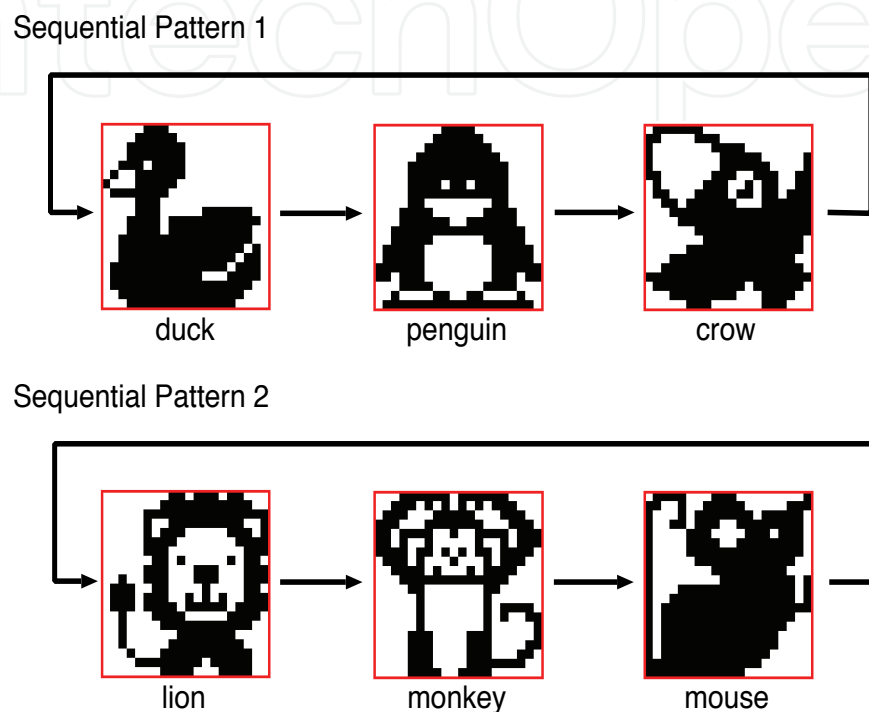 Sequential Pattern 1
duck penguin crow
Sequential Pattern 2
lion monkey mouse